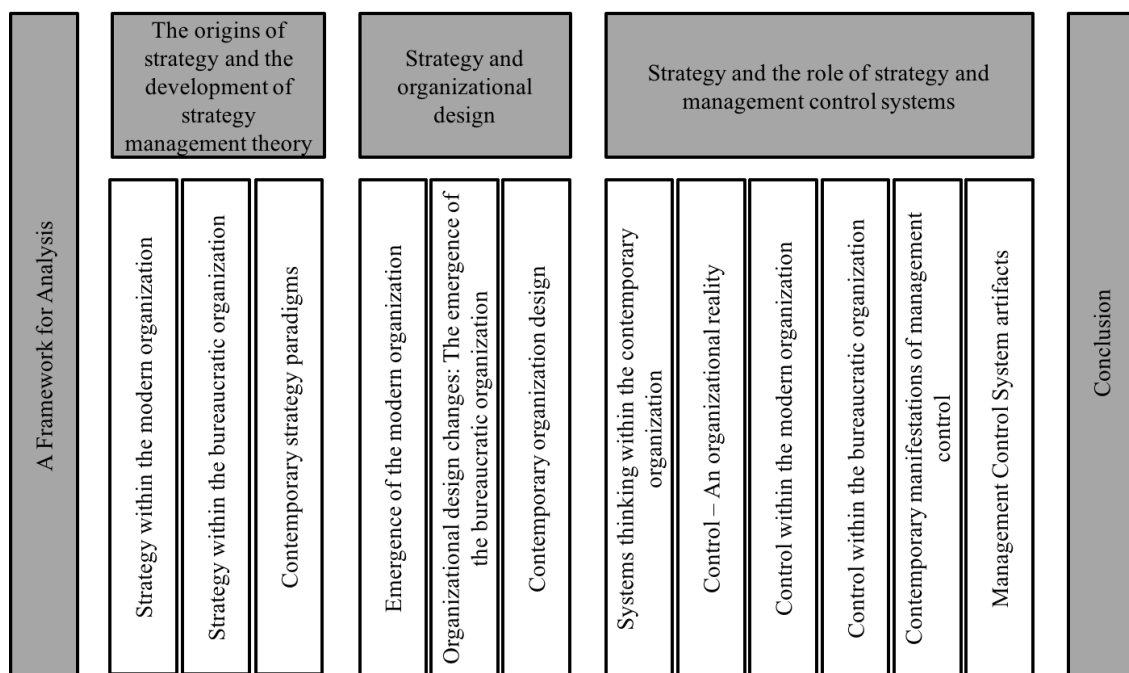 A Framework for Analysis
The origins of
strategy and the
development of
strategy
management theory
Strategy within the modern organization
Strategy within the bureaucratic organization
Contemporary strategy paradigms
Strategy and
organizational
design
Emergence of the modern organization
Organizational design changes: The emergence of
the bureaucratic organization
Contemporary organization design
Strategy and the role of strategy and
management control systems
Systems thinking within the contemporary
organization
Control – An organizational reality
Control within the modern organization
Control within the bureaucratic organization
Contemporary manifestations of management
control
Management Control System artifacts
Conclusion